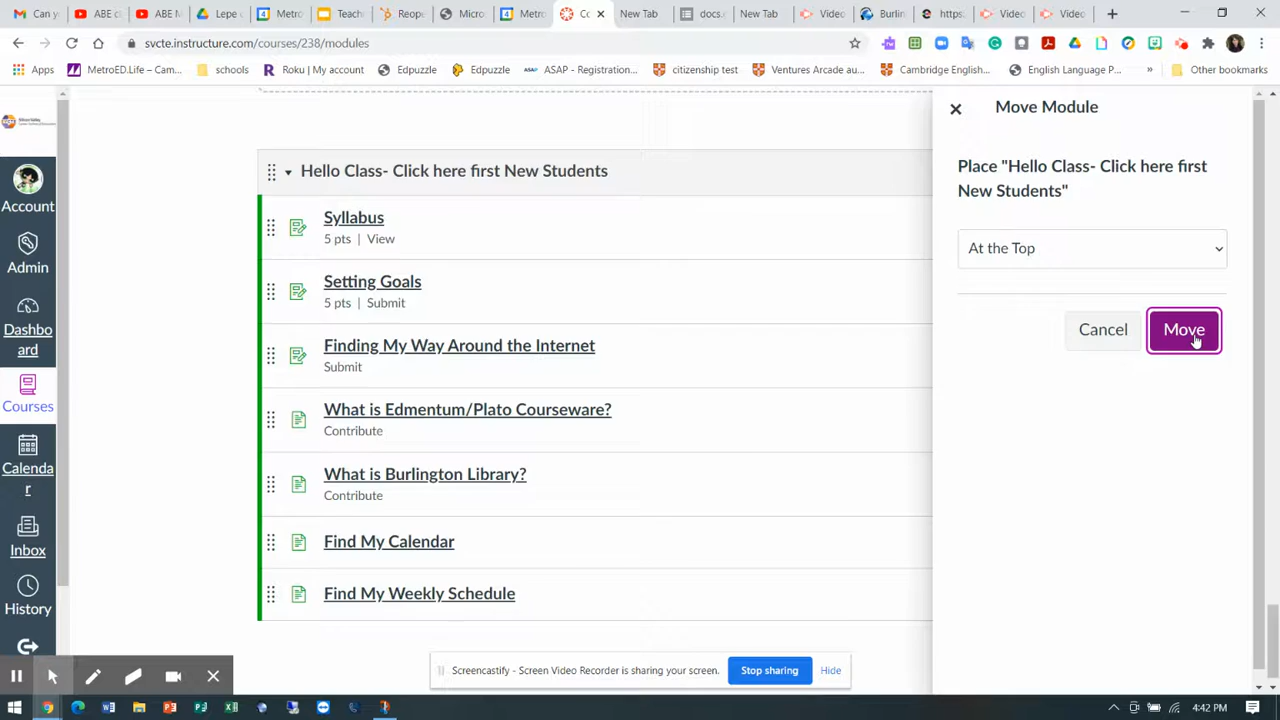 Can y
ABE E
ABE M
Lepe
Metro
Teach
Reope
Micro
Metro
Co
New Tab
docs.c
New Tab
Video
Burlin
https:
Video
Video
svcte.instructure.com/courses/238/modules
Apps
MetroED.Life – Cam...
schools
Roku | My account
Edpuzzle
Edpuzzle
ASAP - Registration...
citizenship test
Ventures Arcade au...
Cambridge English...
English Language P...
»
Other bookmarks
Account
Admin
Dashbo
ard
Courses
Calenda
r
Inbox
History
Hello Class- Click here first New Students
Syllabus
5 pts | View
Setting Goals
5 pts | Submit
Finding My Way Around the Internet
Submit
What is Edmentum/Plato Courseware?
Contribute
What is Burlington Library?
Contribute
Find My Calendar
Find My Weekly Schedule
Move Module
Place "Hello Class- Click here first
New Students"
At the Top
Cancel
Move
Screencastify - Screen Video Recorder is sharing your screen.
Stop sharing
Hide
4:42 PM